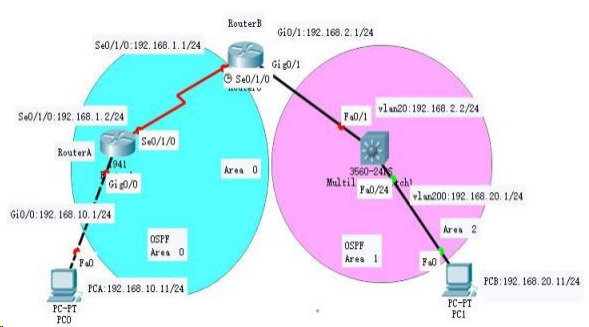 RouterB
Gi0/1:192.168.2.1/24
Se0/1/0:192.168.1.1/24
Gig0/1
Se0/1/0
Fa0/1
vlan20:192.168.2.2/24
Se0/1/0:192.168.1.2/24
Se0/1/0
RouterA
1941
Gig0/0
Area 0
3560-24PS
Fa0/24
vlan200:192.168.20.1/24
Gi0/0:192.168.10.1/24
Area 2
OSPF
Area 0
OSPF
Area 1
Fa0
Fa0
PCA:192.168.10.11/24
PCB:192.168.20.11/24
PC-PT
PC0
PC-PT
PC1